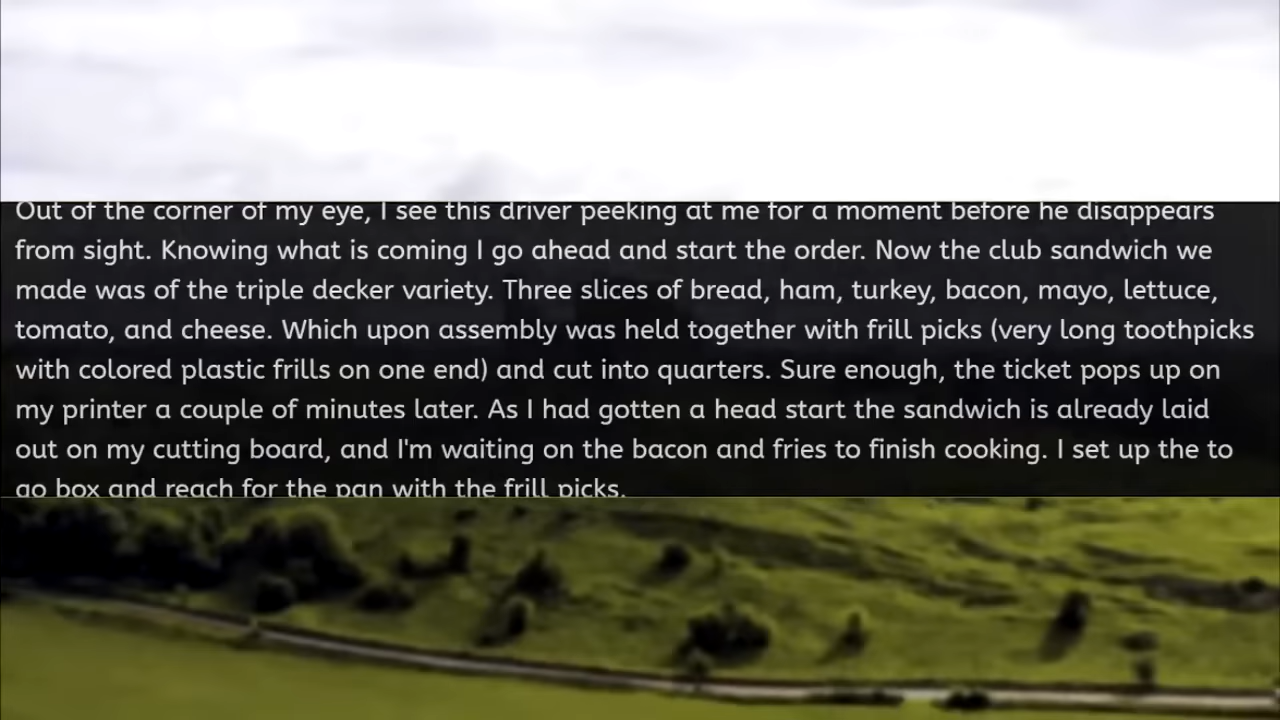 Out of the corner of my eye, I see this driver peeking at me for a moment before he disappears
from sight. Knowing what is coming I go ahead and start the order. Now the club sandwich we
made was of the triple decker variety. Three slices of bread, ham, turkey, bacon, mayo, lettuce,
tomato, and cheese. Which upon assembly was held together with frill picks (very long toothpicks
with colored plastic frills on one end) and cut into quarters. Sure enough, the ticket pops up on
my printer a couple of minutes later. As I had gotten a head start the sandwich is already laid
out on my cutting board, and I'm waiting on the bacon and fries to finish cooking. I set up the to
go box and reach for the pan with the frill picks.